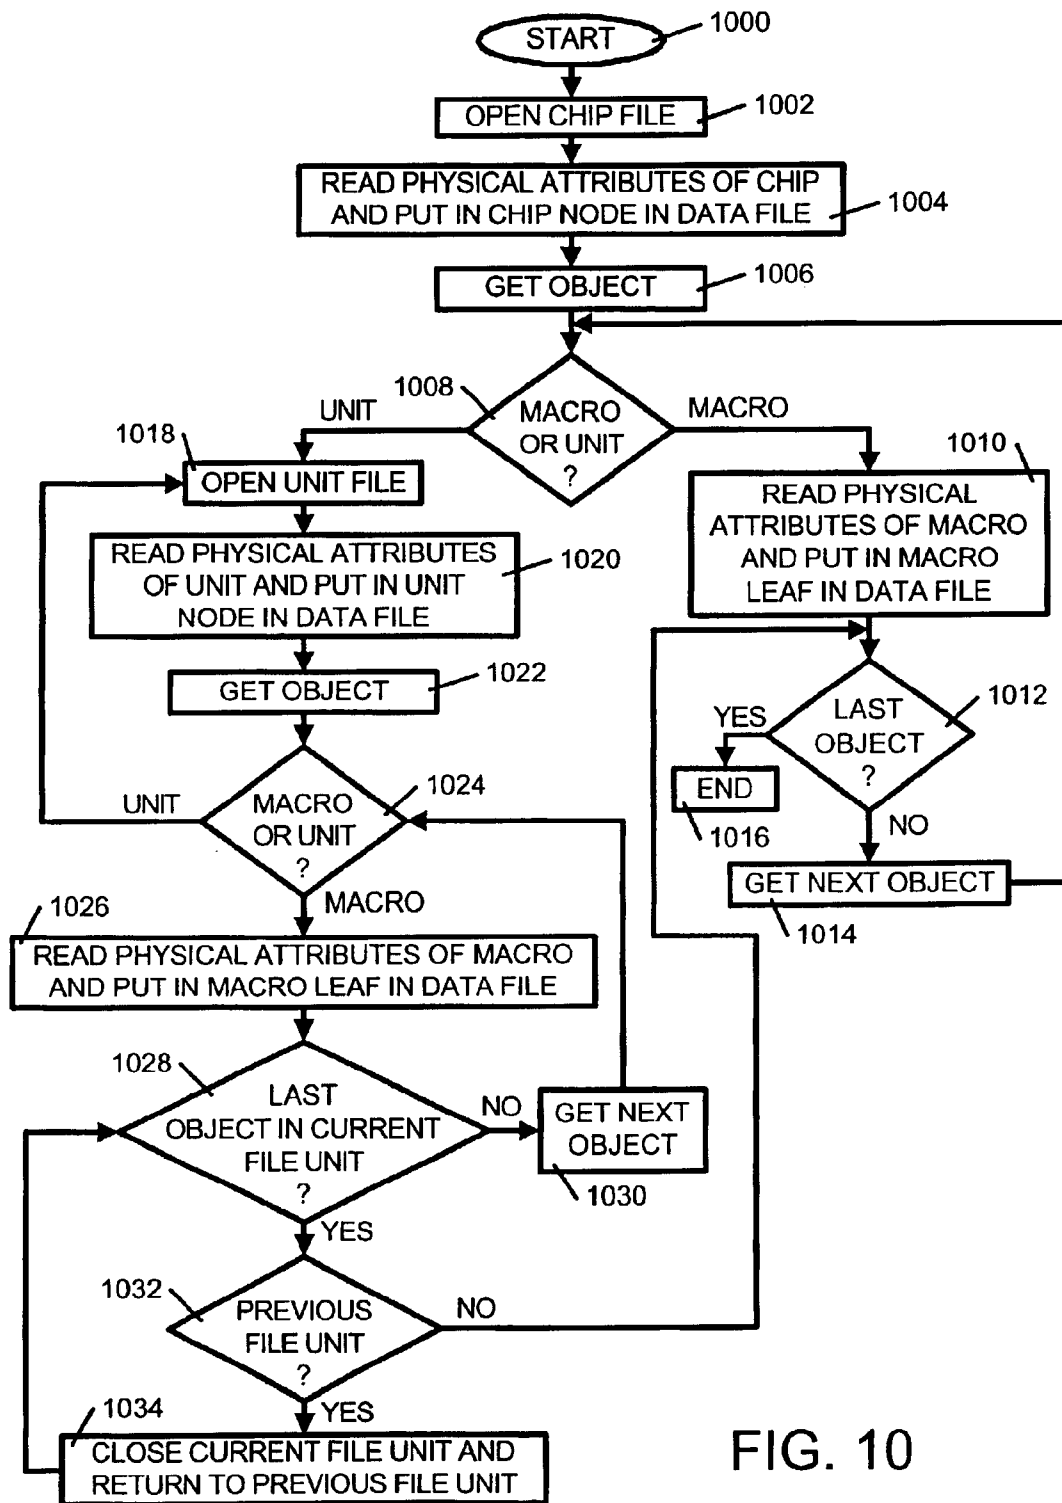 START
1000
OPEN CHIP FILE
1002
READ PHYSICAL ATTRIBUTES OF CHIP
AND PUT IN CHIP NODE IN DATA FILE
1004
GET OBJECT
1006
1008
MACRO
OR UNIT
?
UNIT
MACRO
1018
OPEN UNIT FILE
1010
READ PHYSICAL
ATTRIBUTES OF MACRO
AND PUT IN MACRO
LEAF IN DATA FILE
READ PHYSICAL ATTRIBUTES
OF UNIT AND PUT IN UNIT
NODE IN DATA FILE
1020
GET OBJECT
1022
LAST
OBJECT
?
1012
YES
END
1016
NO
GET NEXT OBJECT
1014
MACRO
OR UNIT
?
1024
UNIT
MACRO
1026
READ PHYSICAL ATTRIBUTES OF MACRO
AND PUT IN MACRO LEAF IN DATA FILE
1028
LAST
OBJECT IN CURRENT
FILE UNIT
?
NO
GET NEXT
OBJECT
1030
YES
1032
PREVIOUS
FILE UNIT
?
NO
YES
1034
CLOSE CURRENT FILE UNIT AND
RETURN TO PREVIOUS FILE UNIT
FIG. 10